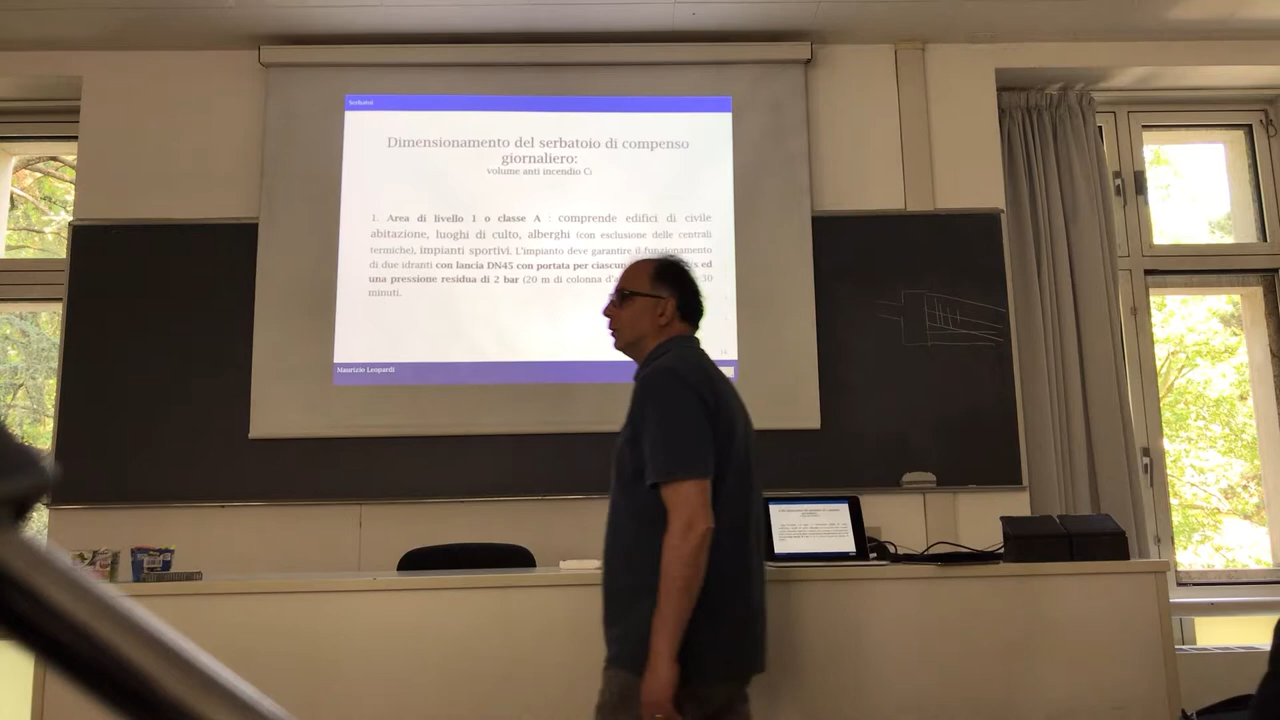 Serbatoi
Dimensionamento del serbatoio di compenso
giornaliero:
volume anti incendio Ci
1. Area di livello 1 o classe A : comprende edifici di civile
abitazione, luoghi di culto, alberghi (con esclusione delle centrali
termiche), impianti sportivi. L'impianto deve garantire il funzionamento
di due idranti con lancia DN45 con portata per ciascun ed
una pressione residua di 2 bar (20 m di colonna 30
minuti.
Maurizio Leopardi